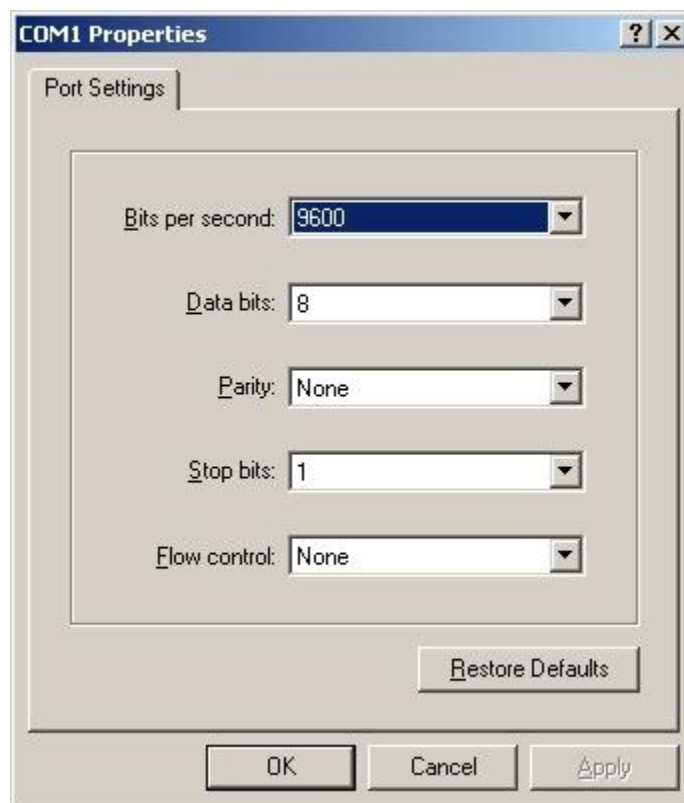 COM1 Properties
Port Settings
Bits per second: 9600
Data bits: 8
Parity: None
Stop bits: 1
Flow control: None
Restore Defaults
OK Cancel Apply